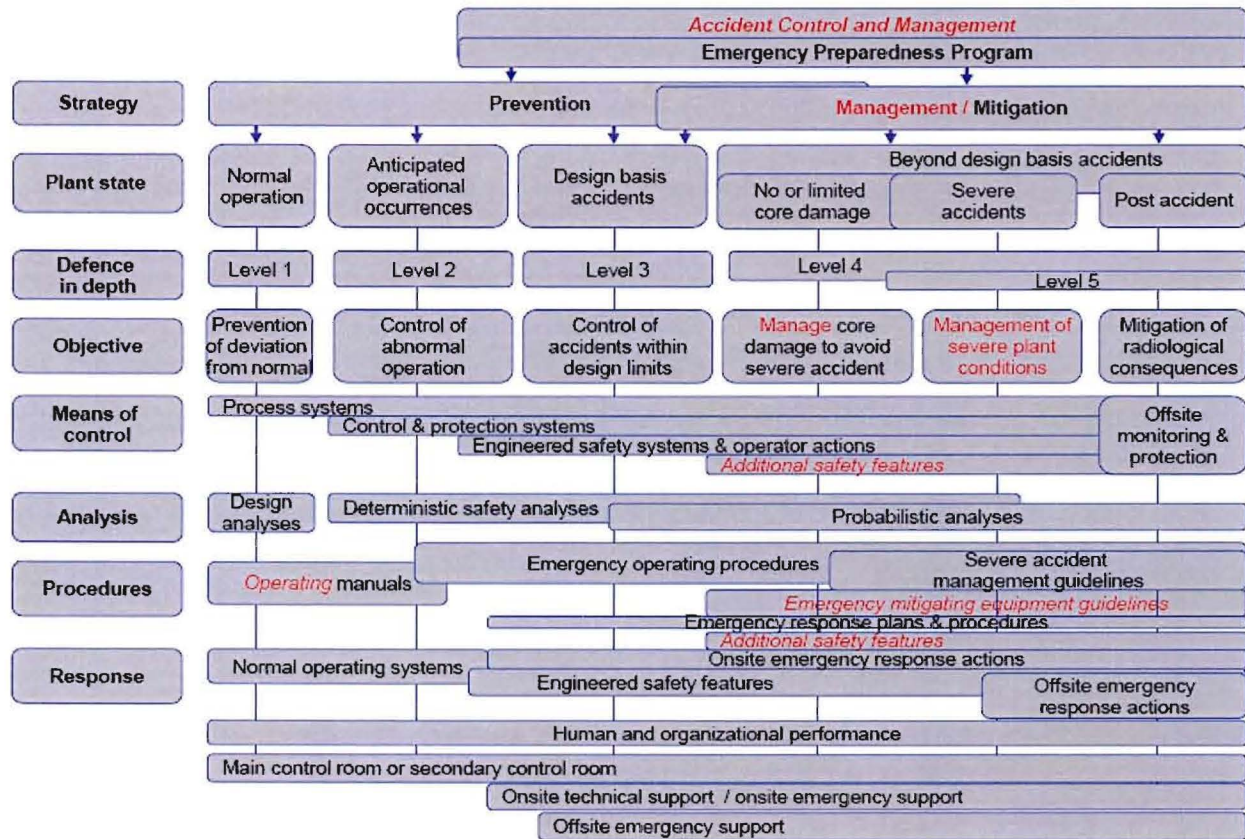 Accident Control and Management
Emergency Preparedness Program
Strategy
Prevention
Management / Mitigation
Plant state
Normal
operation
Anticipated
operational
occurrences
Design basis
accidents
Beyond design basis accidents
No or limited
core damage
Severe
accidents
Post accident
Defence
in depth
Level 1
Level 2
Level 3
Level 4
Level 5
Objective
Prevention
of deviation
from normal
Control of
abnormal
operation
Control of
accidents within
design limits
Manage core
damage to avoid
severe accident
Management of
severe plant
conditions
Mitigation of
radiological
consequences
Means of
control
Process systems
Control & protection systems
Engineered safety systems & operator actions
Additional safety features
Offsite
monitoring &
protection
Analysis
Design
analyses
Deterministic safety analyses
Probabilistic analyses
Procedures
Operating manuals
Emergency operating procedures
Severe accident
management guidelines
Emergency mitigating equipment guidelines
Emergency response plans & procedures
Response
Additional safety features
Normal operating systems
Onsite emergency response actions
Engineered safety features
Offsite emergency
response actions
Human and organizational performance
Main control room or secondary control room
Onsite technical support / onsite emergency support
Offsite emergency support